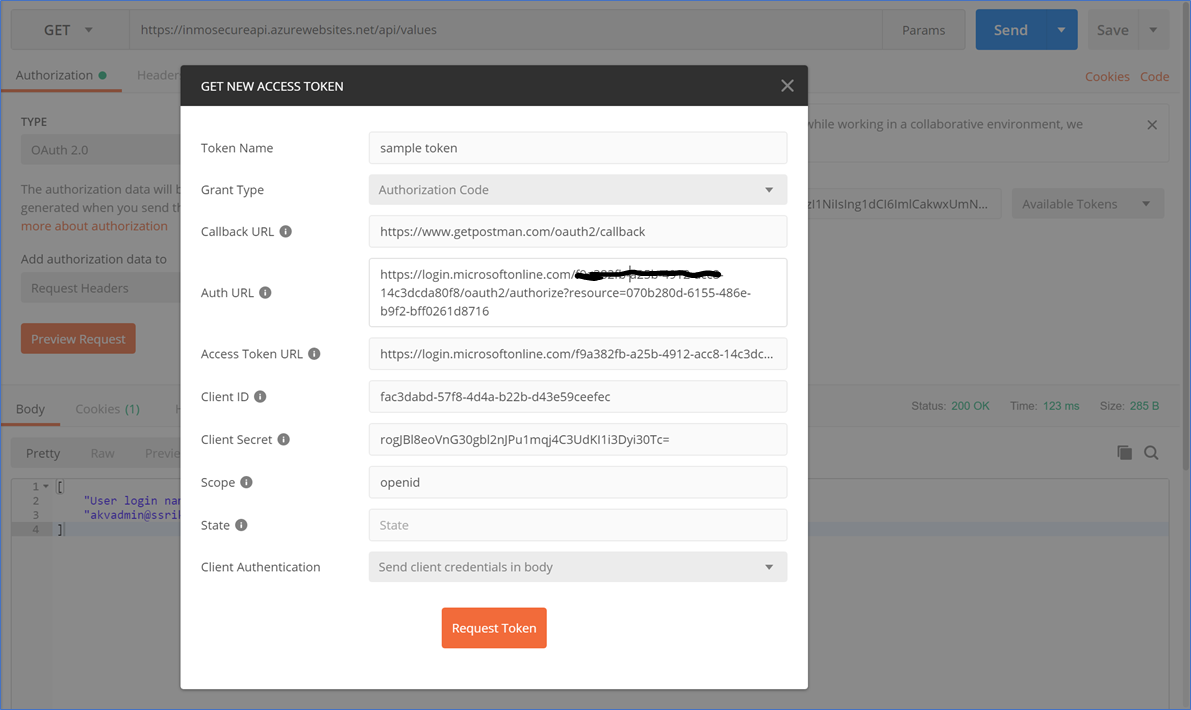 GET
https://inmosecureapi.azurewebsites.net/api/values
Params
Send
Save
Authorization
Header
Cookies Code
GET NEW ACCESS TOKEN
TYPE
OAuth 2.0
while working in a collaborative environment, we
The authorization data will b
generated when you send th
more about authorization
Available Tokens
Add authorization data to
Request Headers
Preview Request
Token Name
sample token
Grant Type
Authorization Code
Callback URL
https://www.getpostman.com/oauth2/callback
Auth URL
https://login.microsoftonline.com/
14c3dcda80f8/oauth2/authorize?resource=070b280d-6155-486e-
b9f2-bff0261d8716
Access Token URL
https://login.microsoftonline.com/f9a382fb-a25b-4912-acc8-14c3dc...
Client ID
fac3dabd-57f8-4d4a-b22b-d43e59ceefec
Client Secret
Scope
openid
State
State
Client Authentication
Send client credentials in body
Request Token
Body
Cookies (1)
H
Status: 200 OK Time: 123 ms Size: 285 B
Pretty
Raw
Previe
1 [
2 "User login nam
3 "akvadmin@ssrik
4 ]